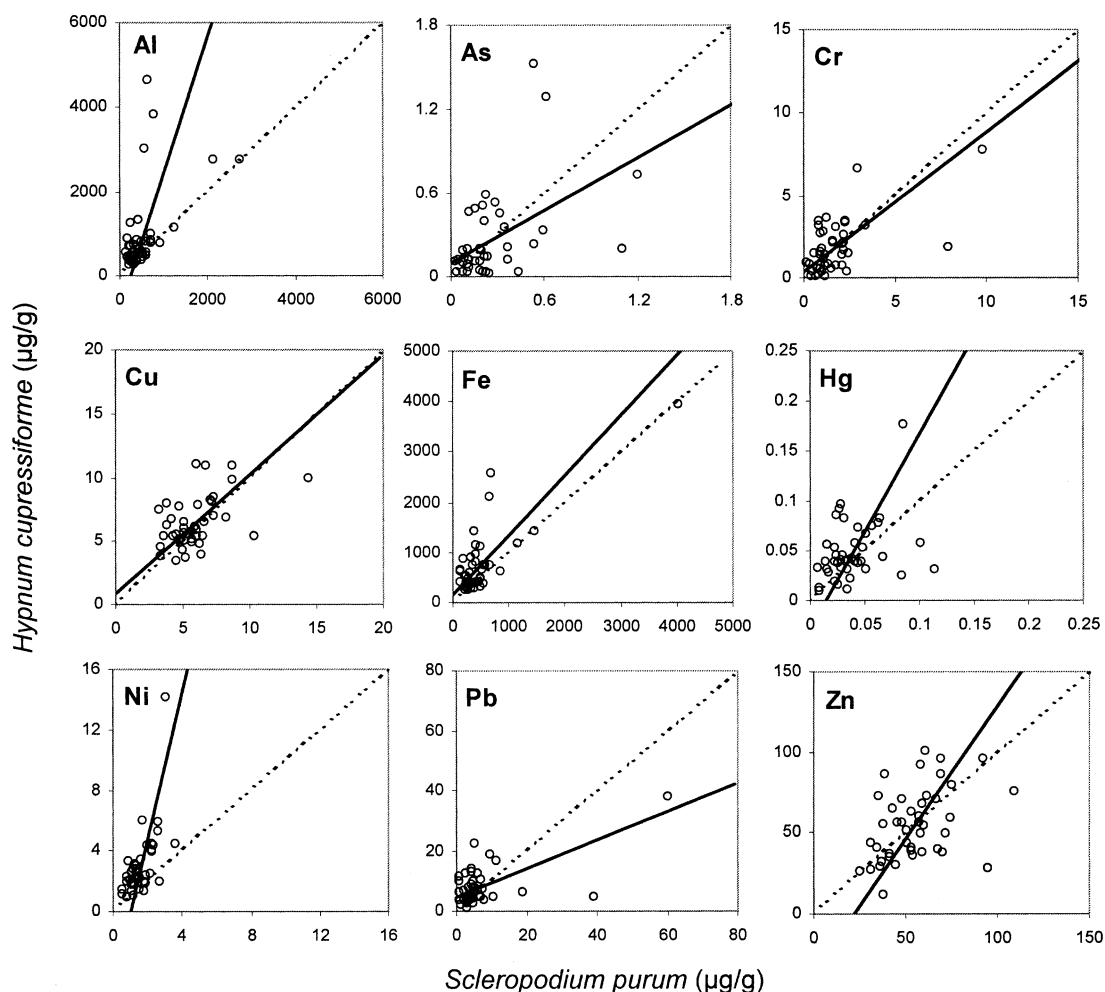 Al
6000
4000
2000
0
0 2000 4000 6000
As
1.8
1.2
0.6
0
0 0.6 1.2 1.8
Cr
15
10
5
0
0 5 10 15
Cu
20
15
10
5
0
0 5 10 15 20
Fe
5000
4000
3000
2000
1000
0
0 1000 2000 3000 4000 5000
Hg
0.25
0.2
0.15
0.1
0.05
0
0 0.05 0.1 0.15 0.2 0.25
Ni
16
12
8
4
0
0 4 8 12 16
Pb
80
60
40
20
0
0 20 40 60 80
Zn
150
100
50
0
0 50 100 150
Hypnum cupressiforme (µg/g)
Scleropodium purum (µg/g)